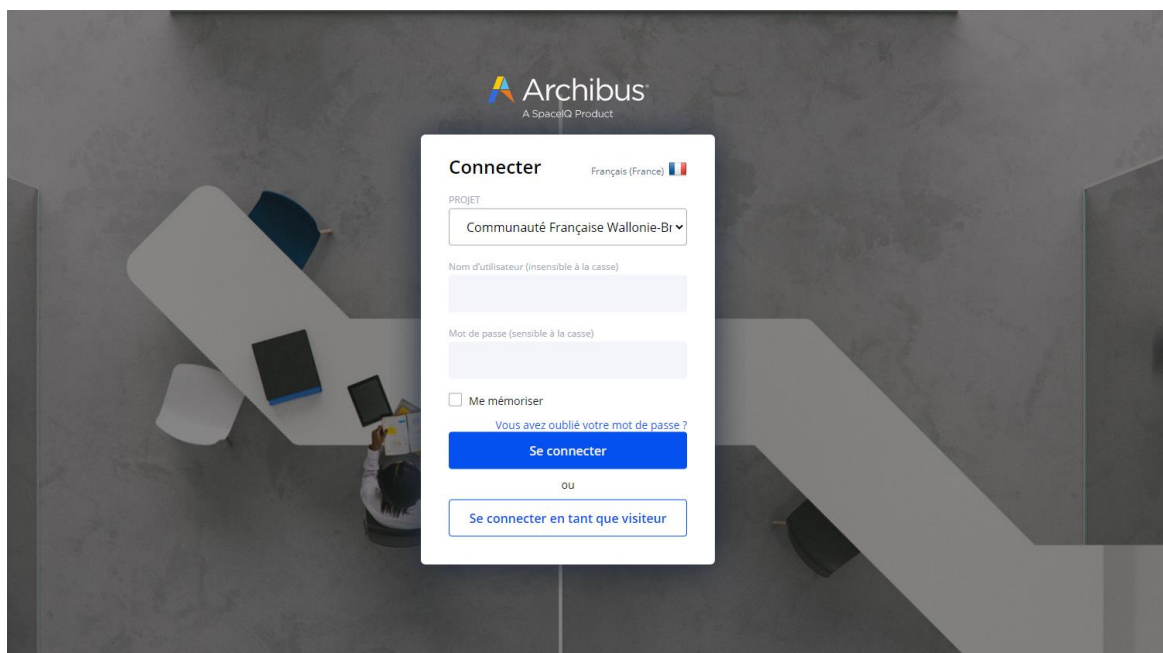 Archibus
A SpaceIQ Product
Connecter
Français (France)
PROJET
Communauté Française Wallonie-Br
Nom d'utilisateur (insensible à la casse)
Mot de passe (sensible à la casse)
Me mémoriser
Vous avez oublié votre mot de passe ?
Se connecter
ou
Se connecter en tant que visiteur